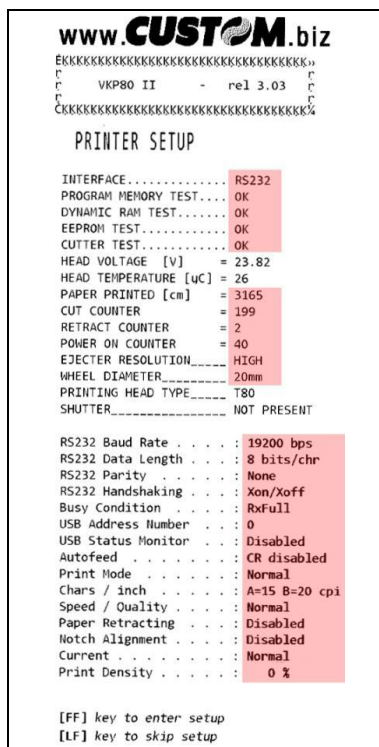 www.CUSTOM.biz
ÉKKKKKKKKKKKKKKKKKKKKKKKKKKKKKKKK»
r r
r VKP80 II - rel 3.03 r
r r
ČKKKKKKKKKKKKKKKKKKKKKKKKKKKKKKKK¼
PRINTER SETUP
INTERFACE.............. RS232
PROGRAM MEMORY TEST.... OK
DYNAMIC RAM TEST....... OK
EEPROM TEST............ OK
CUTTER TEST............ OK
HEAD VOLTAGE [V] = 23.82
HEAD TEMPERATURE [µC] = 26
PAPER PRINTED [cm] = 3165
CUT COUNTER = 199
RETRACT COUNTER = 2
POWER ON COUNTER = 40
EJECTER RESOLUTION_____ HIGH
WHEEL DIAMETER_________ 20mm
PRINTING HEAD TYPE_____ T80
SHUTTER________________ NOT PRESENT
RS232 Baud Rate . . . . : 19200 bps
RS232 Data Length . . . : 8 bits/chr
RS232 Parity . . . . . : None
RS232 Handshaking . . . : Xon/Xoff
Busy Condition . . . . : RxFull
USB Address Number . . : 0
USB Status Monitor . . : Disabled
Autofeed . . . . . . . : CR disabled
Print Mode . . . . . . : Normal
Chars / inch . . . . . : A=15 B=20 cpi
Speed / Quality . . . . : Normal
Paper Retracting . . . : Disabled
Notch Alignment . . . . : Disabled
Current . . . . . . . . : Normal
Print Density . . . . . : 0 %
[FF] key to enter setup
[LF] key to skip setup